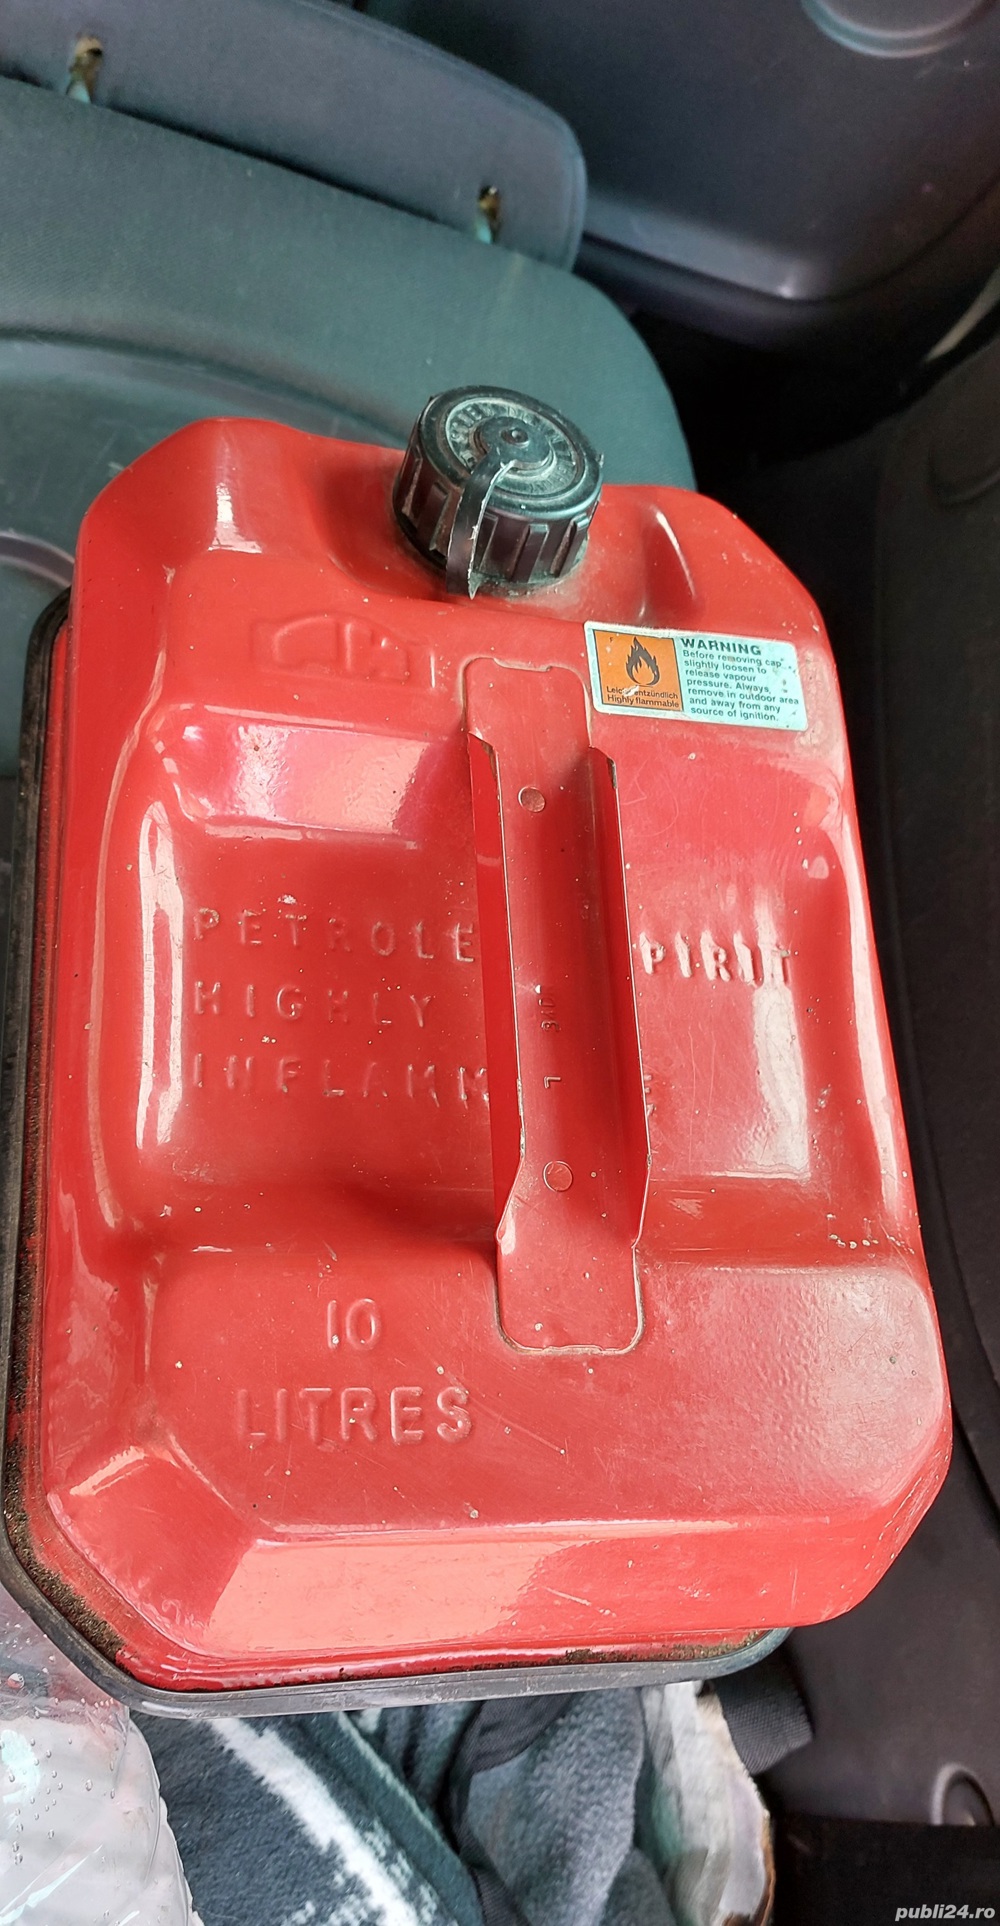 WARNING
Before removing cap
slightly loosen to
release vapour
pressure. Always
remove in outdoor area
and away from any
source of ignition.
Highly flammable
PETROLE PIRIT
HIGHLY
INFLAMM
10
LITRES
publi24.ro